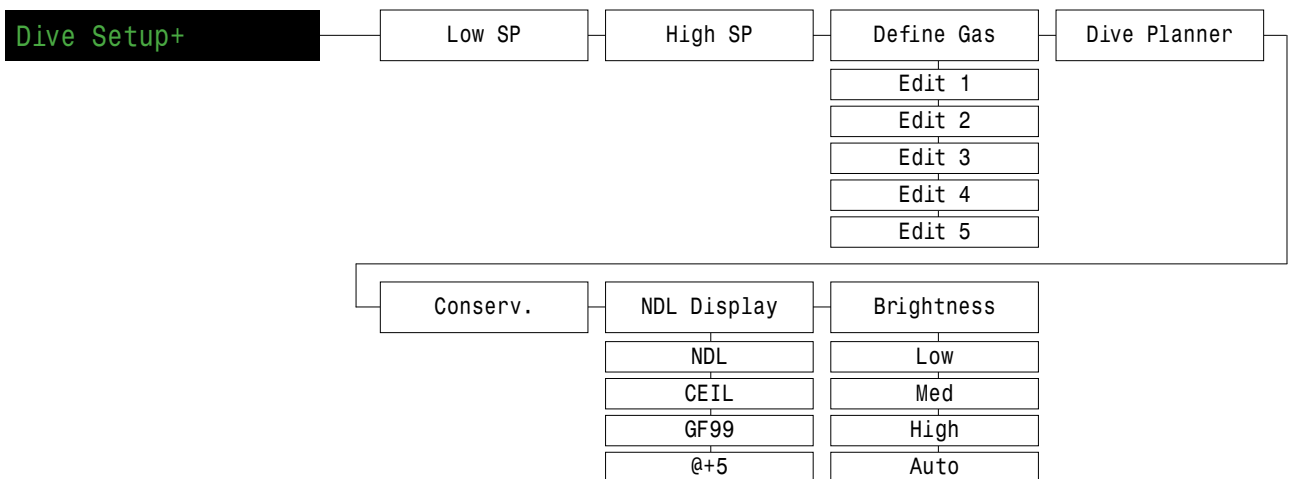 Dive Setup+
Low SP
High SP
Define Gas
Edit 1
Edit 2
Edit 3
Edit 4
Edit 5
Dive Planner
Conserv.
NDL Display
NDL
CEIL
GF99
@+5
Brightness
Low
Med
High
Auto